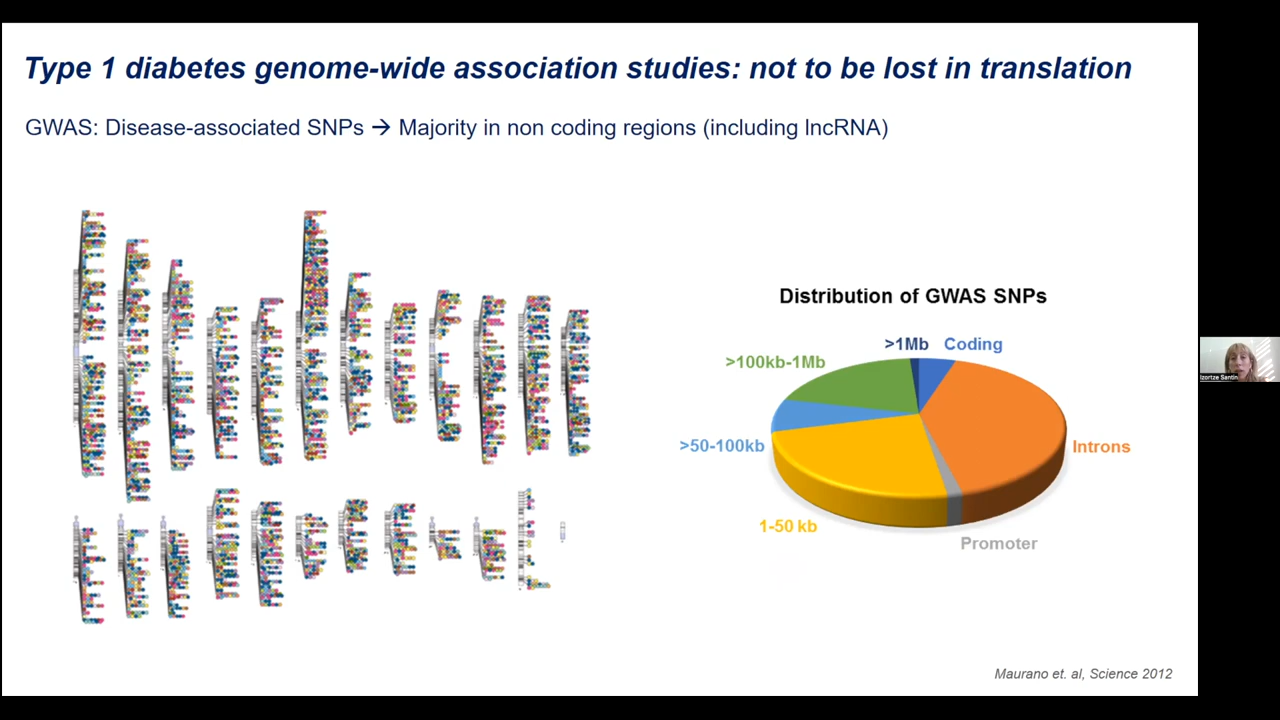 Type 1 diabetes genome-wide association studies: not to be lost in translation
GWAS: Disease-associated SNPs → Majority in non coding regions (including lncRNA)
Distribution of GWAS SNPs
>1Mb
Coding
>100kb-1Mb
>50-100kb
Introns
1-50 kb
Promoter
Izortze Santin
Maurano et. al, Science 2012